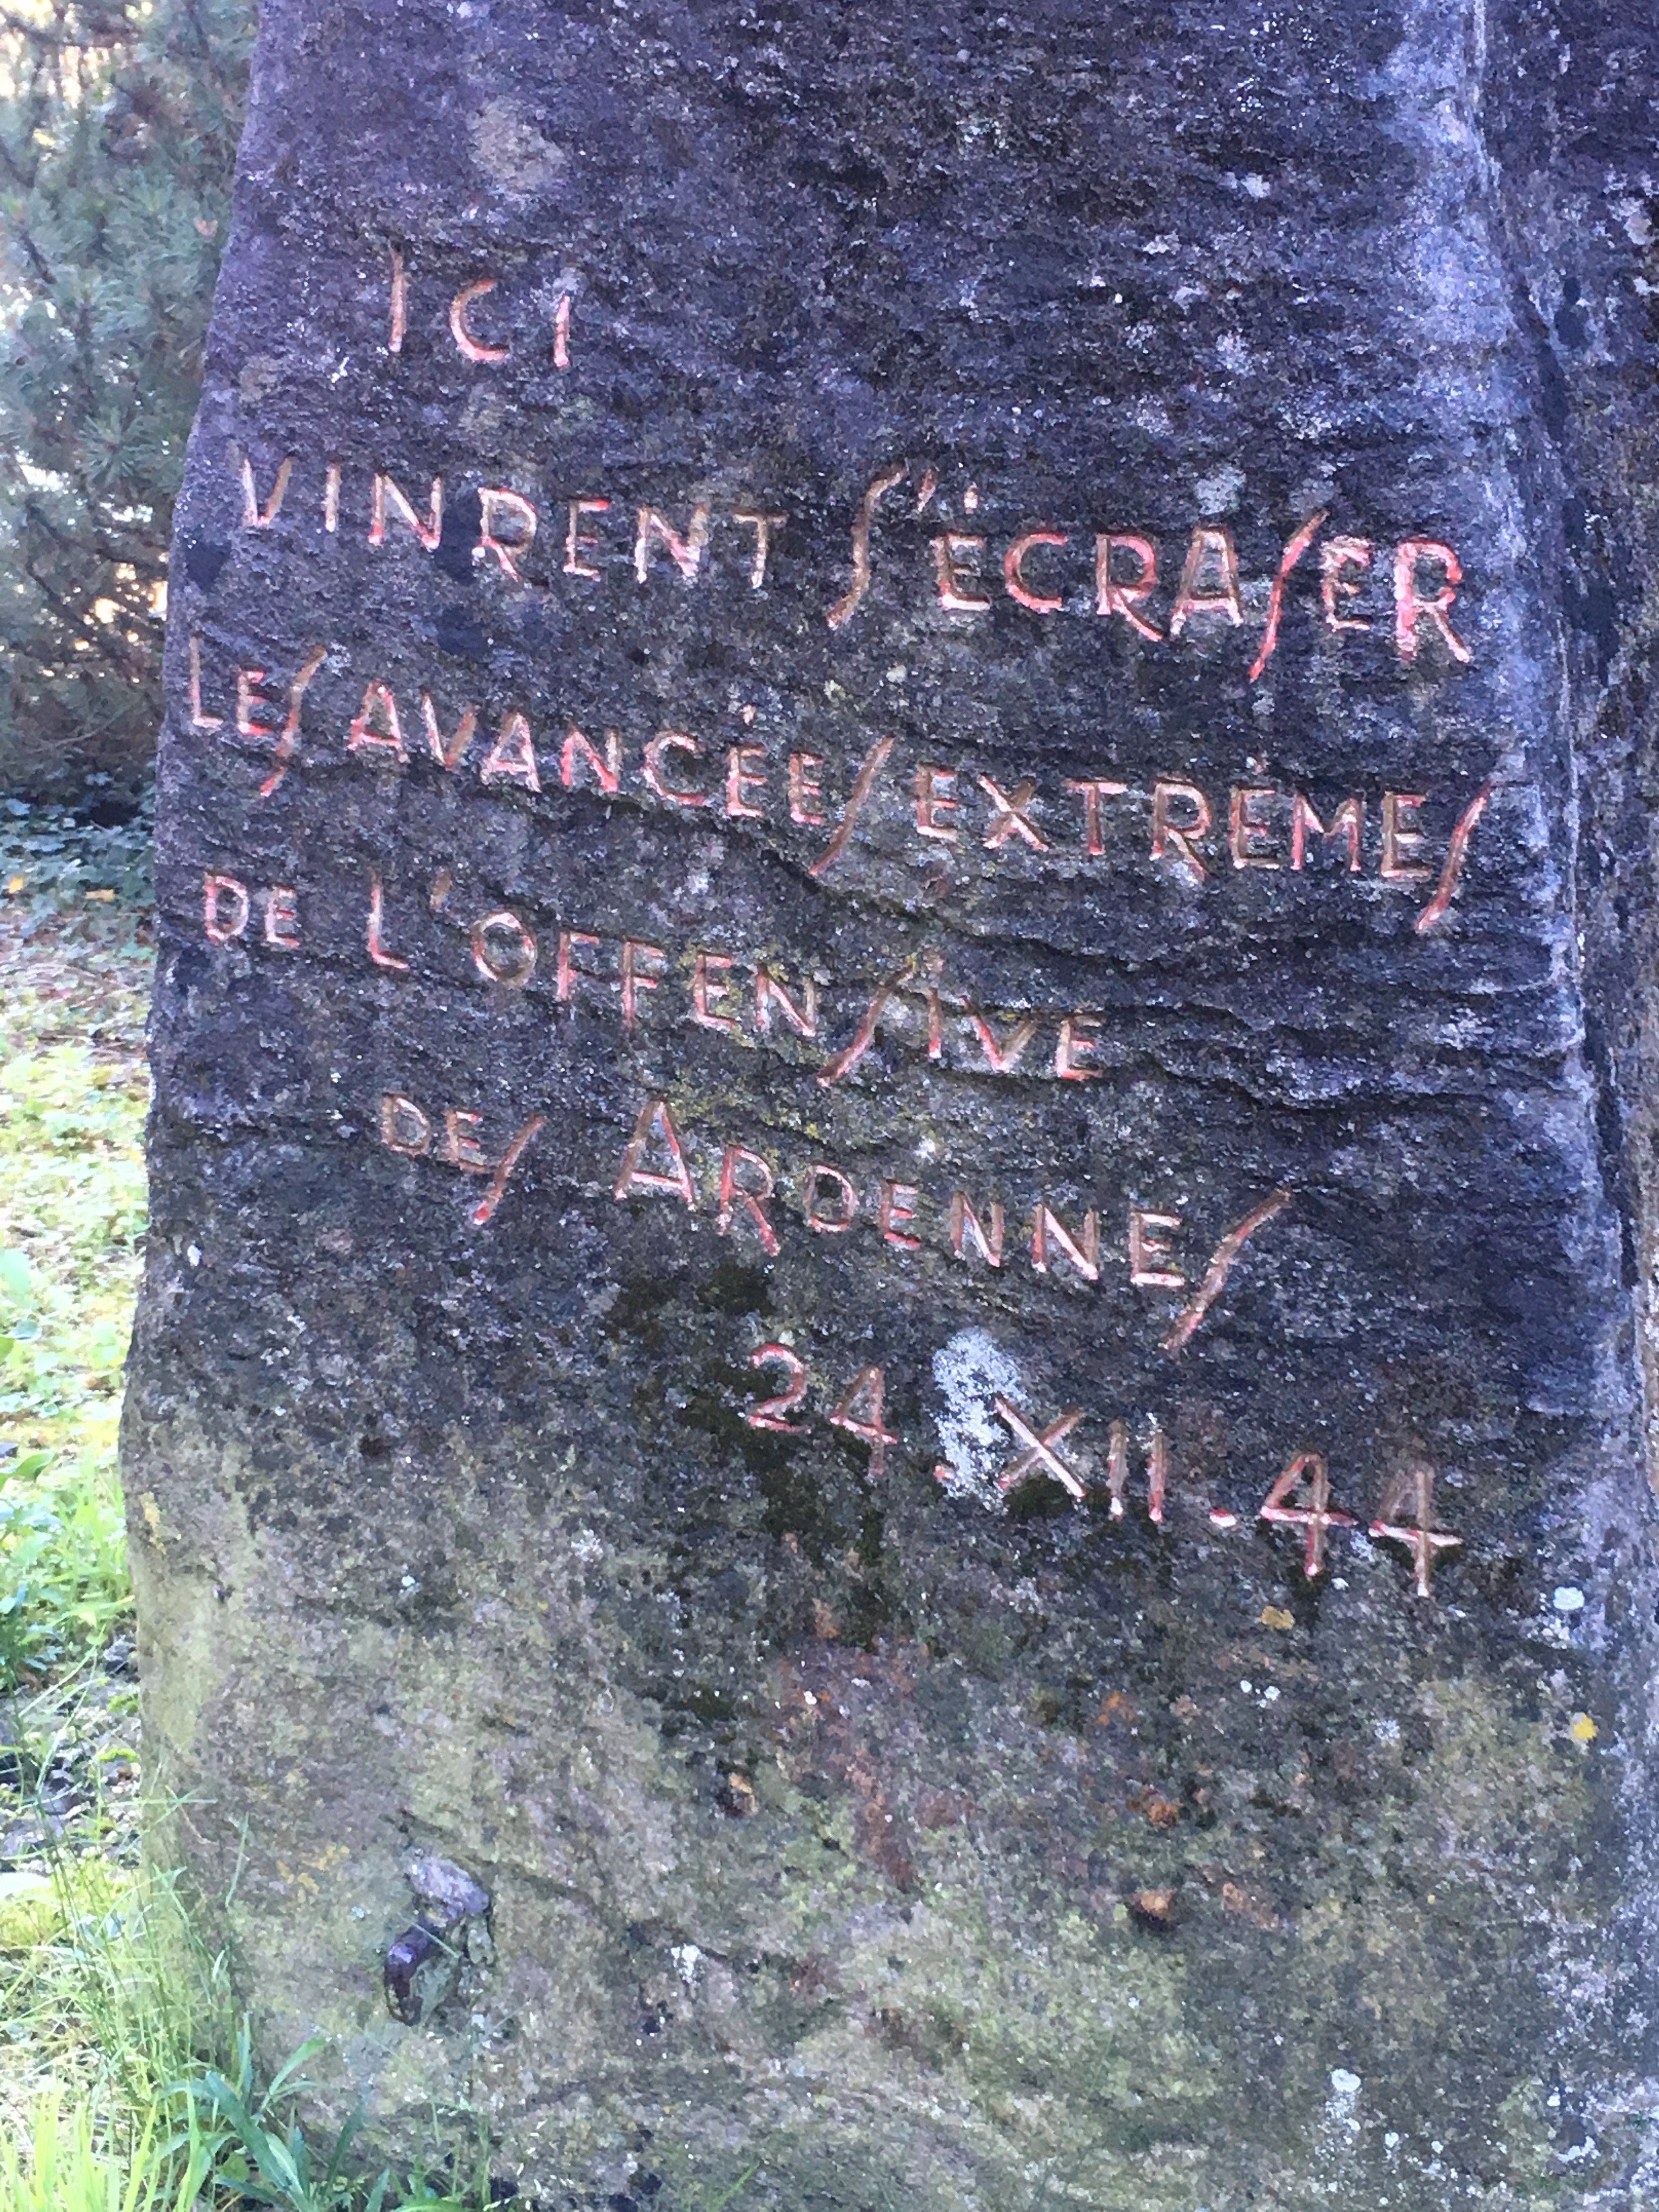 ICI
VINRENT S'ÉCRASER
LES AVANCÉES EXTRÊMES
DE L'OFFENSIVE
DES ARDENNES
24.XII.44